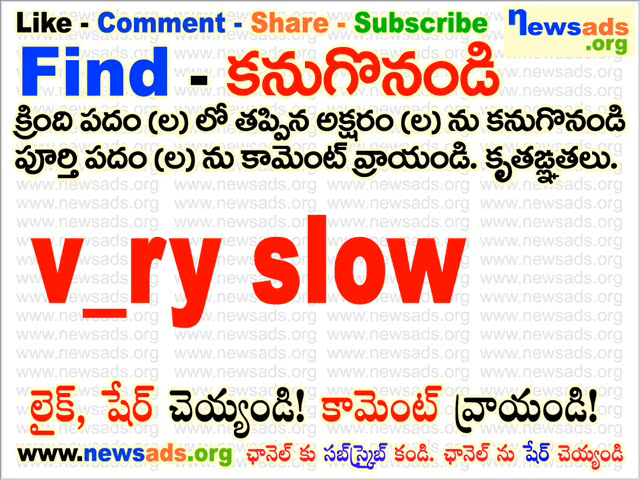 Like - Comment - Share - Subscribe
newsads
.org
Find - కనుగొనండి
క్రింది పదం (ల) లో తప్పిన అక్షరం (ల) ను కనుగొనండి
పూర్తి పదం (ల) ను కామెంట్ వ్రాయండి. కృతఙ్ఞతలు.
v_ry slow
లైక్, షేర్ చెయ్యండి! కామెంట్ వ్రాయండి!
www.newsads.org ఛానెల్ కు సబ్‌స్క్రైబ్ కండి. ఛానెల్ ను షేర్ చెయ్యండి